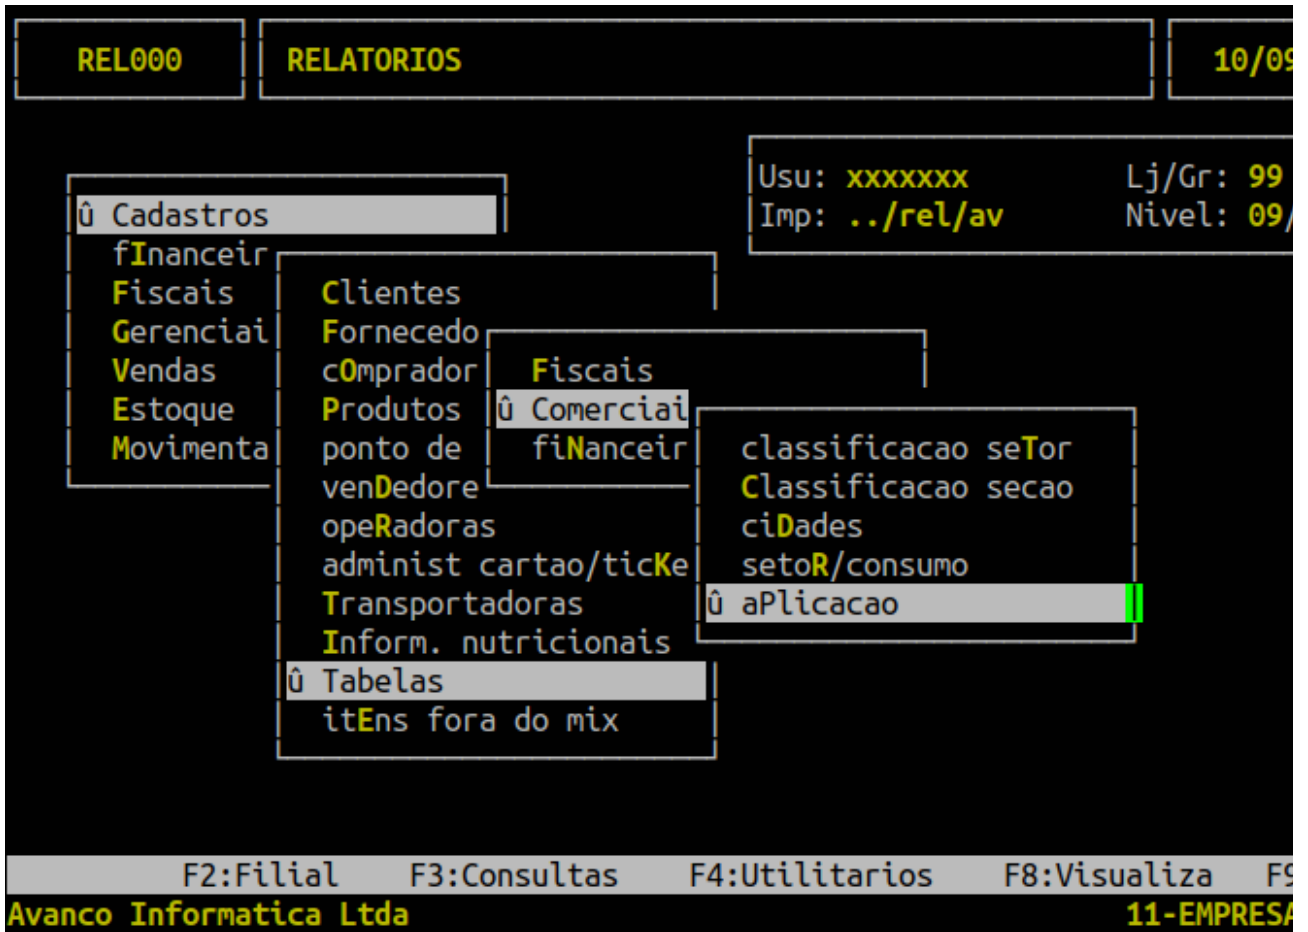 REL000 RELATORIOS 10/09
Usu: xxxxxxx Lj/Gr: 99
Imp: ../rel/av Nivel: 09/
û Cadastros
fInanceir
Fiscais
Gerenciai
Vendas
Estoque
Movimenta
Clientes
Fornecedo
cOmprador
Produtos
ponto de
venDedore
opeRadoras
administ cartao/ticKe
Transportadoras
Inform. nutricionais
û Tabelas
itEns fora do mix
Fiscais
û Comerciai
fiNanceir
classificacao seTor
Classificacao secao
ciDades
setoR/consumo
û aPlicacao
F2:Filial F3:Consultas F4:Utilitarios F8:Visualiza F9
Avanco Informatica Ltda 11-EMPRESA